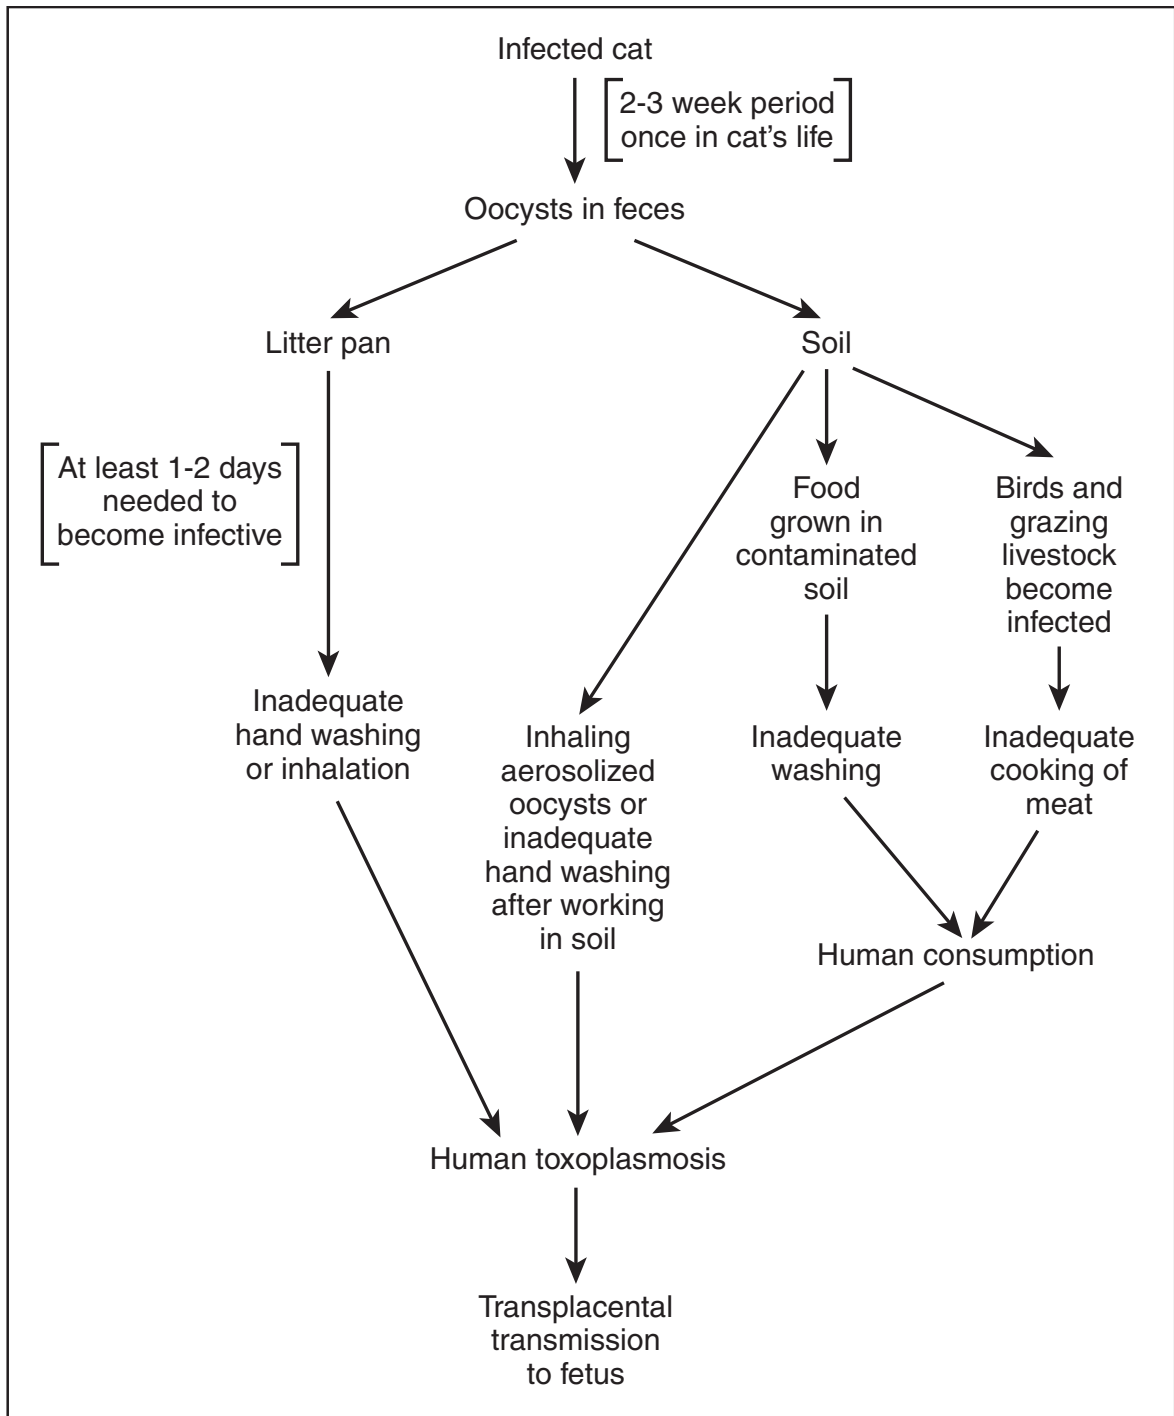 Infected cat
2-3 week period
once in cat's life
Oocysts in feces
Litter pan
Soil
At least 1-2 days
needed to
become infective
Food
grown in
contaminated
soil
Birds and
grazing
livestock
become
infected
Inadequate
hand washing
or inhalation
Inhaling
aerosolized
oocysts or
inadequate
hand washing
after working
in soil
Inadequate
washing
Inadequate
cooking of
meat
Human consumption
Human toxoplasmosis
Transplacental
transmission
to fetus